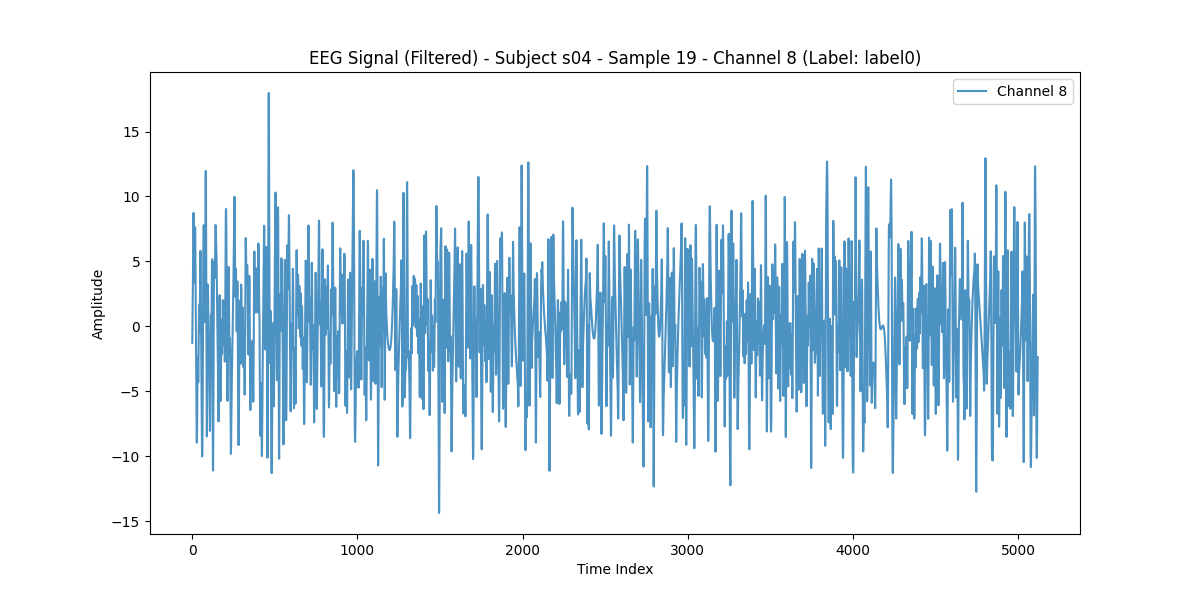 EEG Signal (Filtered) - Subject s04 - Sample 19 - Channel 8 (Label: label0)
Channel 8
15
10
5
0
−5
−10
−15
Amplitude
0 1000 2000 3000 4000 5000
Time Index